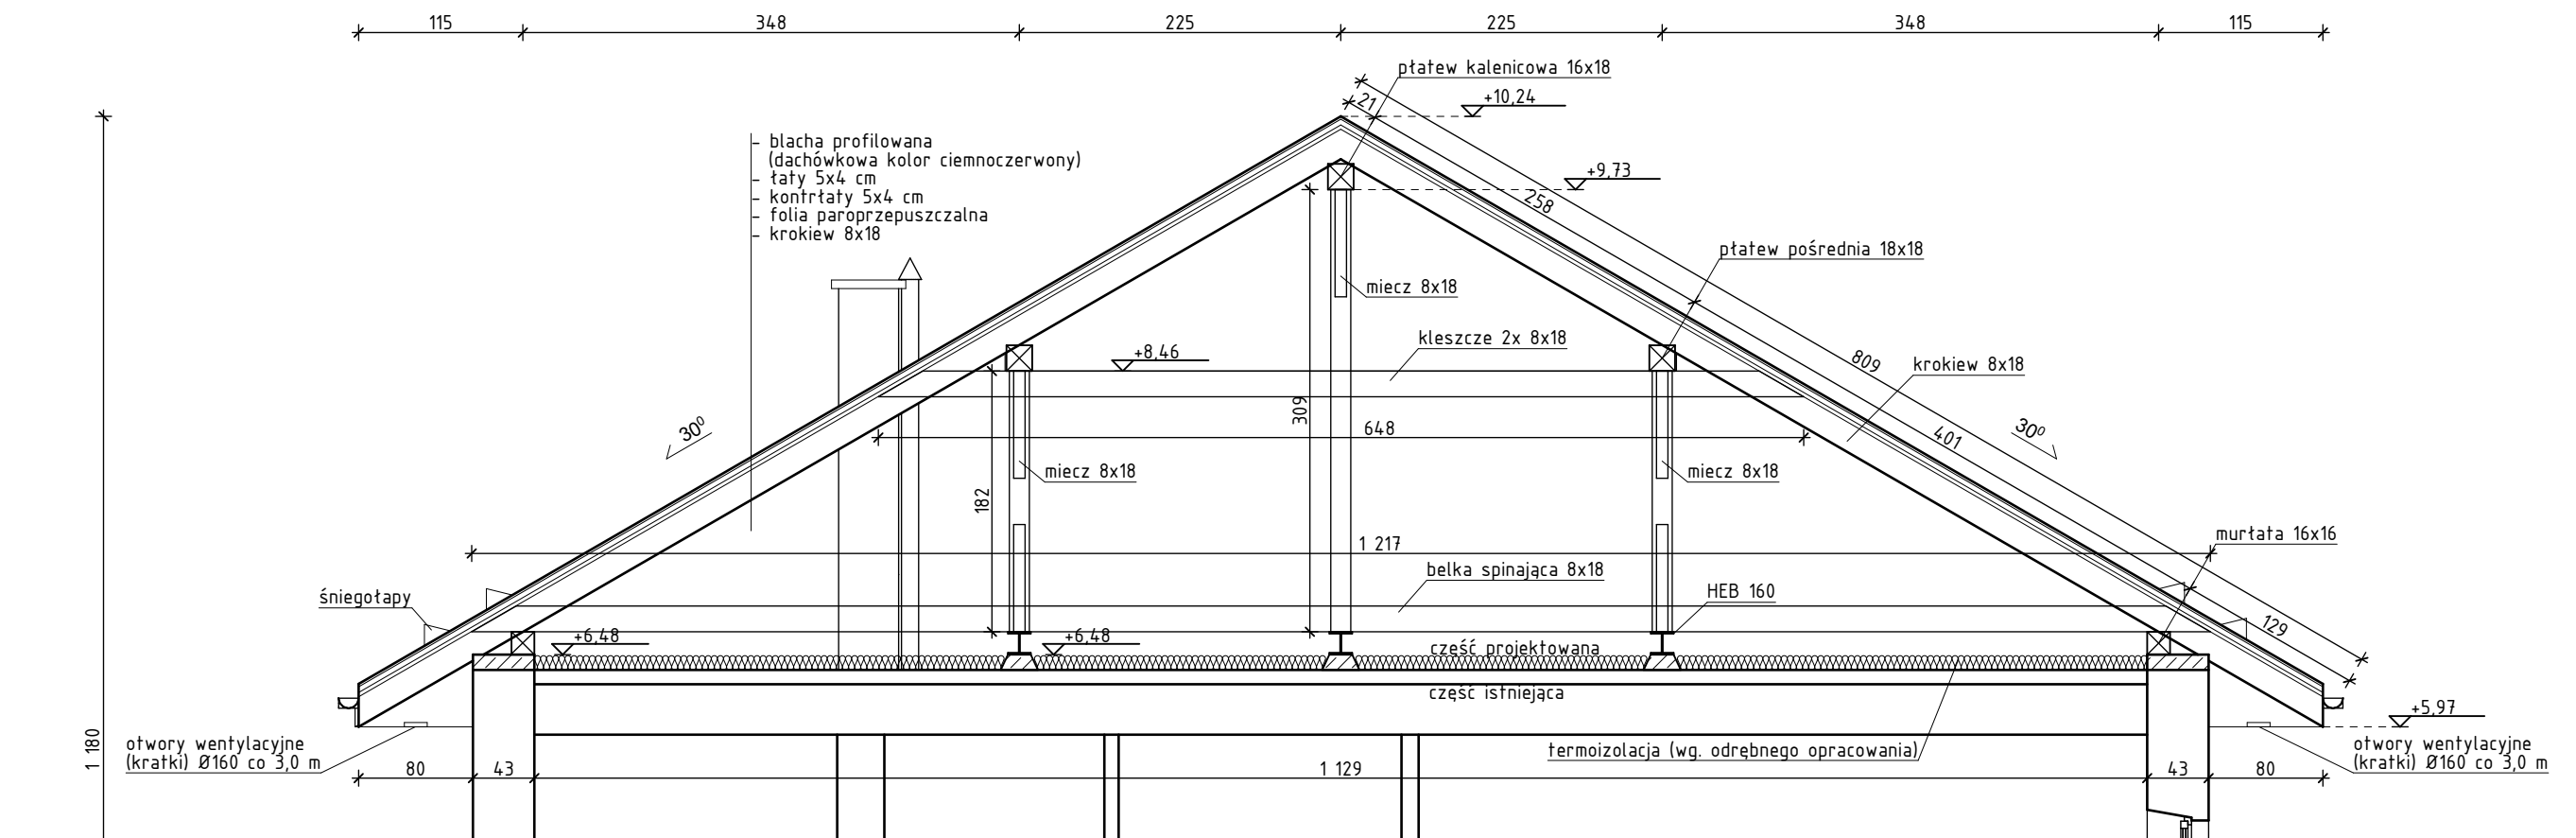 115
348
225
225
348
115
płatew kalenicowa 16x18
+10,24
21
- blacha profilowana
(dachówkowa kolor ciemnoczerwony)
- łaty 5x4 cm
- kontrłaty 5x4 cm
- folia paroprzepuszczalna
- krokiew 8x18
+9,73
258
płatew pośrednia 18x18
miecz 8x18
kleszcze 2x 8x18
+8,46
809
krokiew 8x18
309
30⁰
648
401
30⁰
miecz 8x18
miecz 8x18
182
murłata 16x16
1 217
belka spinająca 8x18
HEB 160
śniegołapy
129
+6,48
+6,48
część projektowana
część istniejąca
+5,97
1 180
otwory wentylacyjne
(kratki) Ø160 co 3,0 m
termoizolacja (wg. odrębnego opracowania)
otwory wentylacyjne
(kratki) Ø160 co 3,0 m
80
43
1 129
43
80